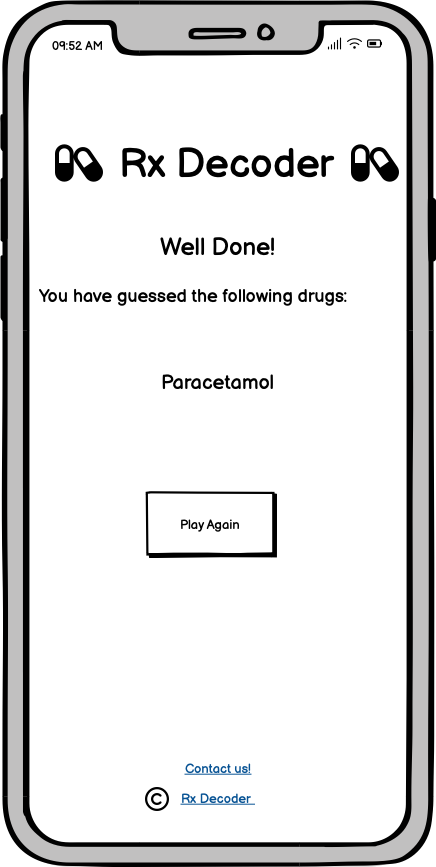 09:52 AM
Rx Decoder
Well Done!
You have guessed the following drugs:
Paracetamol
Play Again
Contact us!
© Rx Decoder